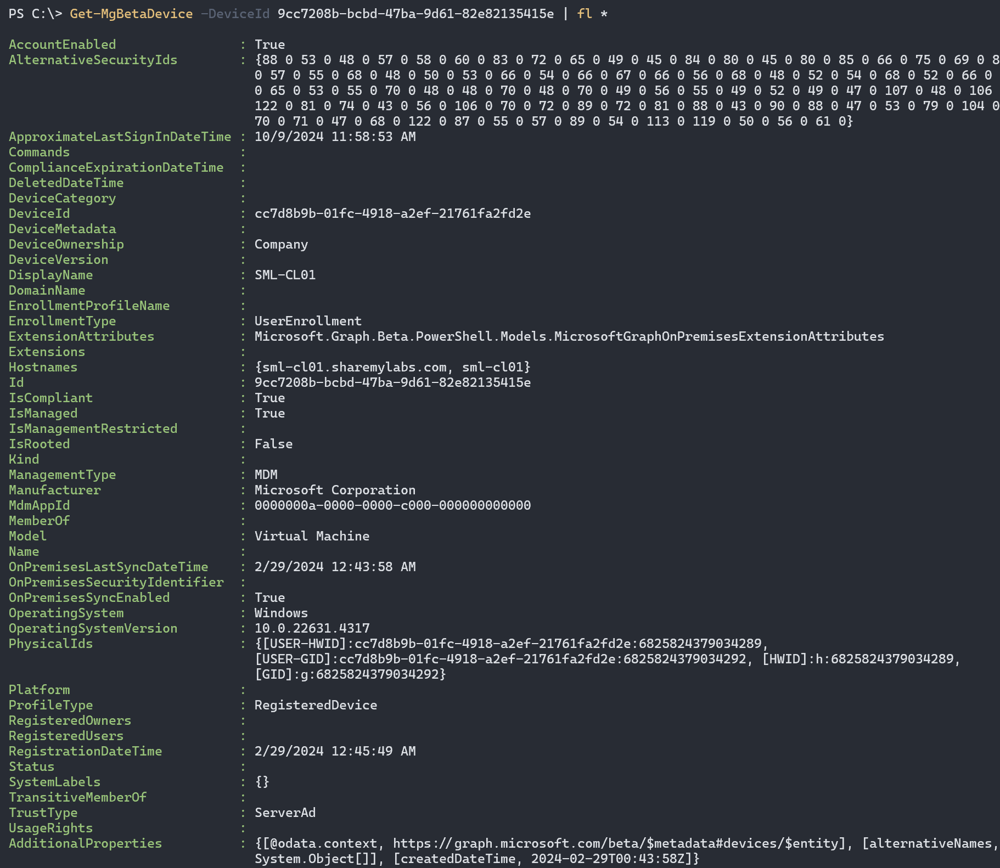 PS C:\> Get-MgBetaDevice -DeviceId 9cc7208b-bcbd-47ba-9d61-82e82135415e | fl *
AccountEnabled : True
AlternativeSecurityIds : {88 0 53 0 48 0 57 0 58 0 60 0 83 0 72 0 65 0 49 0 45 0 84 0 80 0 45 0 80 0 85 0 66 0 75 0 69 0 8
0 57 0 55 0 68 0 48 0 50 0 53 0 66 0 54 0 66 0 67 0 66 0 56 0 68 0 48 0 52 0 54 0 68 0 52 0 66 0
0 65 0 53 0 55 0 70 0 48 0 48 0 70 0 48 0 70 0 49 0 56 0 55 0 49 0 52 0 49 0 47 0 107 0 48 0 106
122 0 81 0 74 0 43 0 56 0 106 0 70 0 72 0 89 0 72 0 81 0 88 0 43 0 90 0 88 0 47 0 53 0 79 0 104 0
70 0 71 0 47 0 68 0 122 0 87 0 55 0 57 0 89 0 54 0 113 0 119 0 50 0 56 0 61 0}
ApproximateLastSignInDateTime : 10/9/2024 11:58:53 AM
Commands :
ComplianceExpirationDateTime :
DeletedDateTime :
DeviceCategory :
DeviceId : cc7d8b9b-01fc-4918-a2ef-21761fa2fd2e
DeviceMetadata :
DeviceOwnership : Company
DeviceVersion :
DisplayName : SML-CL01
DomainName :
EnrollmentProfileName :
EnrollmentType : UserEnrollment
ExtensionAttributes : Microsoft.Graph.Beta.PowerShell.Models.MicrosoftGraphOnPremisesExtensionAttributes
Extensions :
Hostnames : {sml-cl01.sharemylabs.com, sml-cl01}
Id : 9cc7208b-bcbd-47ba-9d61-82e82135415e
IsCompliant : True
IsManaged : True
IsManagementRestricted :
IsRooted : False
Kind :
ManagementType : MDM
Manufacturer : Microsoft Corporation
MdmAppId : 0000000a-0000-0000-c000-000000000000
MemberOf :
Model : Virtual Machine
Name :
OnPremisesLastSyncDateTime : 2/29/2024 12:43:58 AM
OnPremisesSecurityIdentifier :
OnPremisesSyncEnabled : True
OperatingSystem : Windows
OperatingSystemVersion : 10.0.22631.4317
PhysicalIds : {[USER-HWID]:cc7d8b9b-01fc-4918-a2ef-21761fa2fd2e:6825824379034289,
[USER-GID]:cc7d8b9b-01fc-4918-a2ef-21761fa2fd2e:6825824379034292, [HWID]:h:6825824379034289,
[GID]:g:6825824379034292}
Platform :
ProfileType : RegisteredDevice
RegisteredOwners :
RegisteredUsers :
RegistrationDateTime : 2/29/2024 12:45:49 AM
Status :
SystemLabels : {}
TransitiveMemberOf :
TrustType : ServerAd
UsageRights :
AdditionalProperties : {[@odata.context, https://graph.microsoft.com/beta/$metadata#devices/$entity], [alternativeNames,
System.Object[]], [createdDateTime, 2024-02-29T00:43:58Z]}